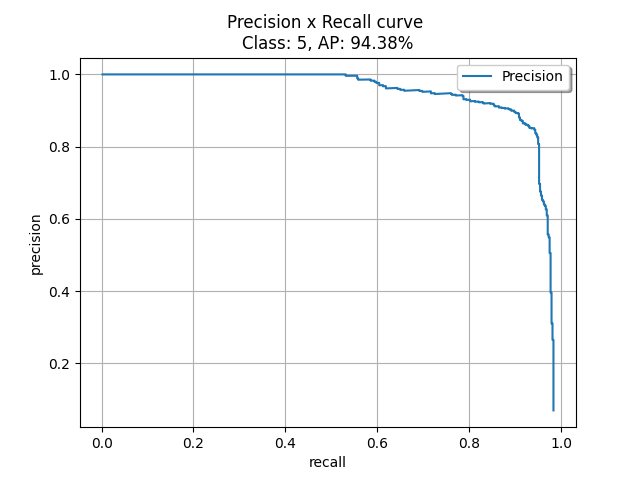 Precision x Recall curve
Class: 5, AP: 94.38%
Precision
1.0
0.8
0.6
0.4
0.2
precision
0.0 0.2 0.4 0.6 0.8 1.0
recall